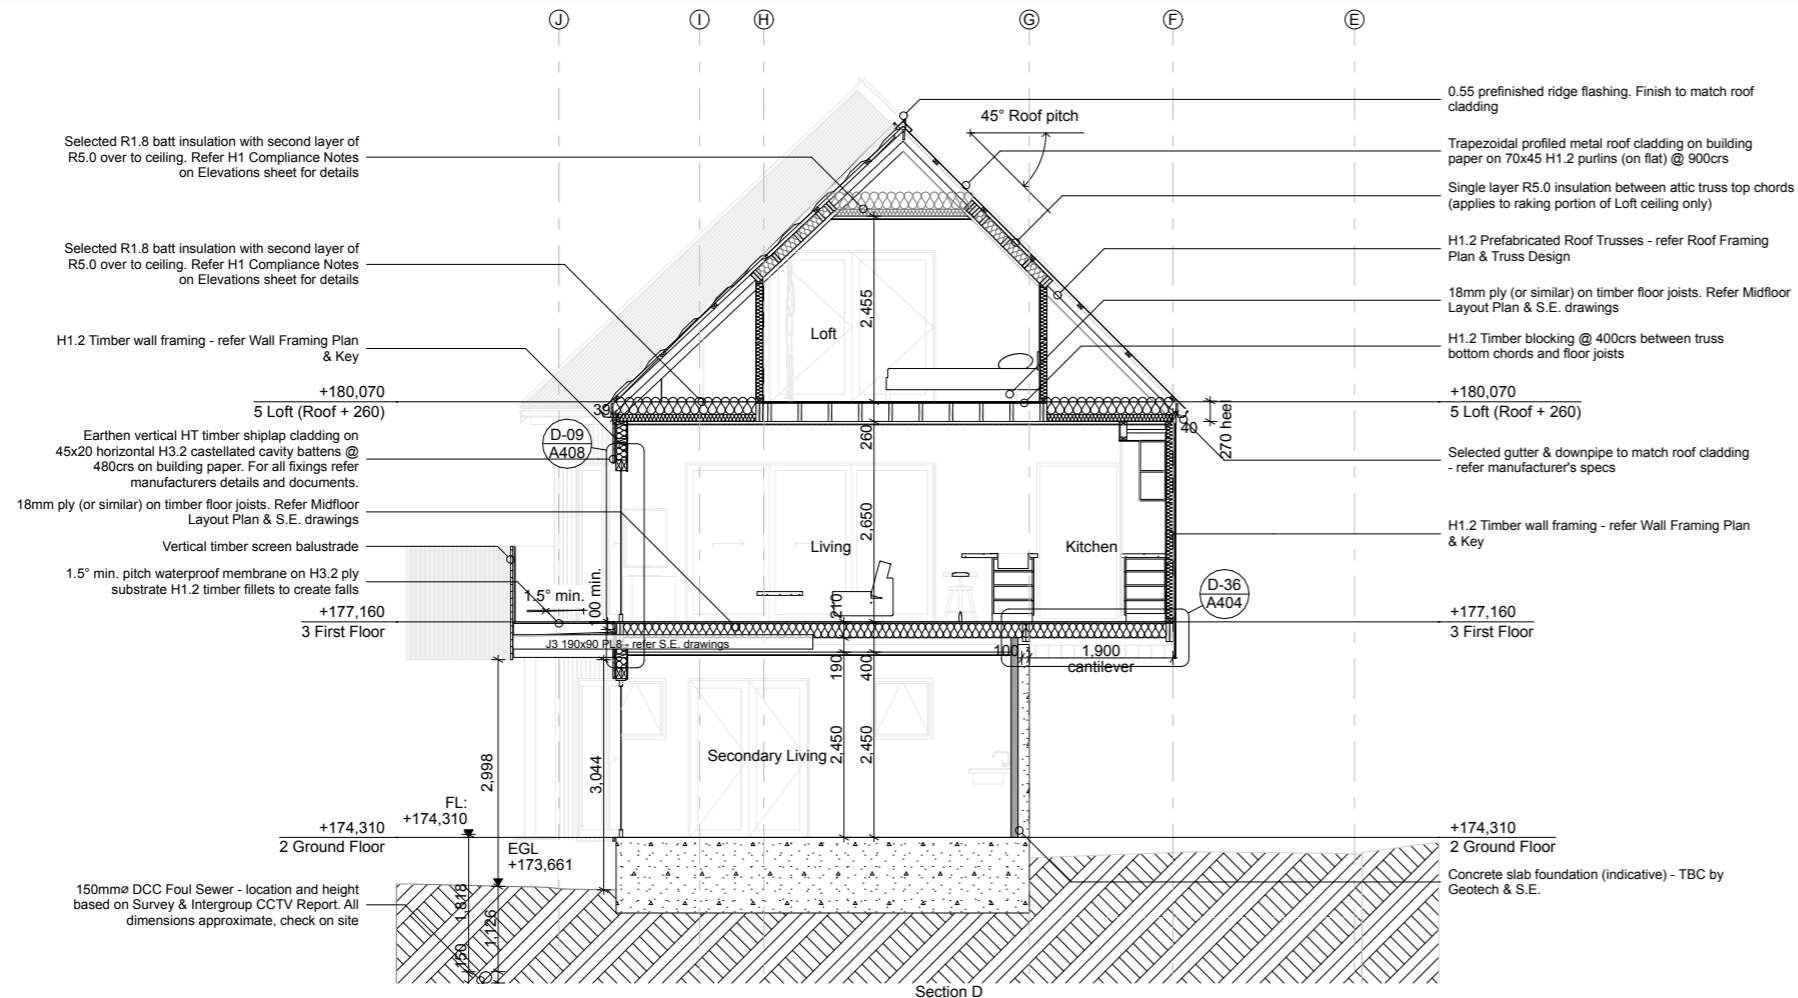 J
I
H
G
F
E
0.55 prefinished ridge flashing. Finish to match roof
cladding
45° Roof pitch
Trapezoidal profiled metal roof cladding on building
paper on 70x45 H1.2 purlins (on flat) @ 900crs
Selected R1.8 batt insulation with second layer of
R5.0 over to ceiling. Refer H1 Compliance Notes
on Elevations sheet for details
Single layer R5.0 insulation between attic truss top chords
(applies to raking portion of Loft ceiling only)
Selected R1.8 batt insulation with second layer of
R5.0 over to ceiling. Refer H1 Compliance Notes
on Elevations sheet for details
H1.2 Prefabricated Roof Trusses - refer Roof Framing
Plan & Truss Design
18mm ply (or similar) on timber floor joists. Refer Midfloor
Layout Plan & S.E. drawings
2,455
Loft
H1.2 Timber wall framing - refer Wall Framing Plan
& Key
H1.2 Timber blocking @ 400crs between truss
bottom chords and floor joists
+180,070
5 Loft (Roof + 260)
+180,070
5 Loft (Roof + 260)
39
40
270 heel
260
D-09
A408
Earthen vertical HT timber shiplap cladding on
45x20 horizontal H3.2 castellated cavity battens @
480crs on building paper. For all fixings refer
manufacturers details and documents.
Selected gutter & downpipe to match roof cladding
- refer manufacturer's specs
18mm ply (or similar) on timber floor joists. Refer Midfloor
Layout Plan & S.E. drawings
2,650
H1.2 Timber wall framing - refer Wall Framing Plan
& Key
Vertical timber screen balustrade
Living
Kitchen
1.5° min. pitch waterproof membrane on H3.2 ply
substrate H1.2 timber fillets to create falls
1.5° min.
00 min.
210
D-36
A404
+177,160
3 First Floor
+177,160
3 First Floor
J3 190x90 PL8 - refer S.E. drawings
100
1,900
cantilever
190
400
2,998
3,044
Secondary Living
2,450
2,450
FL:
+174,310
+174,310
2 Ground Floor
+174,310
2 Ground Floor
EGL
+173,661
150mmø DCC Foul Sewer - location and height
based on Survey & Intergroup CCTV Report. All
dimensions approximate, check on site
1,818
1,126
150
Concrete slab foundation (indicative) - TBC by
Geotech & S.E.
Section D